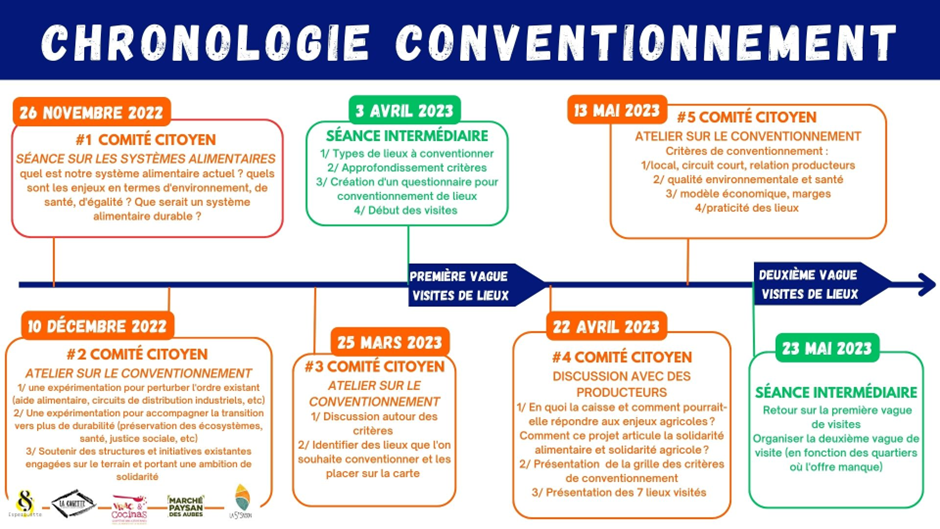 CHRONOLOGIE CONVENTIONNEMENT
26 NOVEMBRE 2022
#1 COMITÉ CITOYEN
SÉANCE SUR LES SYSTÈMES ALIMENTAIRES
quel est notre système alimentaire actuel ? quels
sont les enjeux en termes d'environnement, de
santé, d'égalité ? Que serait un système
alimentaire durable ?
3 AVRIL 2023
SÉANCE INTERMÉDIAIRE
1/ Types de lieux à conventionner
2/ Approfondissement critères
3/ Création d'un questionnaire pour
conventionnement de lieux
4/ Début des visites
13 MAI 2023
#5 COMITÉ CITOYEN
ATELIER SUR LE CONVENTIONNEMENT
Critères de conventionnement :
1/local, circuit court, relation producteurs
2/ qualité environnementale et santé
3/ modèle économique, marges
4/praticité des lieux
PREMIÈRE VAGUE
VISITES DE LIEUX
DEUXIÈME VAGUE
VISITES DE LIEUX
10 DÉCEMBRE 2022
#2 COMITÉ CITOYEN
ATELIER SUR LE CONVENTIONNEMENT
1/ une expérimentation pour perturber l'ordre existant
(aide alimentaire, circuits de distribution industriels, etc)
2/ Une expérimentation pour accompagner la transition
vers plus de durabilité (préservation des écosystèmes,
santé, justice sociale, etc)
3/ Soutenir des structures et initiatives existantes
engagées sur le terrain et portant une ambition de
solidarité
25 MARS 2023
#3 COMITÉ CITOYEN
ATELIER SUR LE
CONVENTIONNEMENT
1/ Discussion autour des
critères
2/ Identifier des lieux que l'on
souhaite conventionner et les
placer sur la carte
22 AVRIL 2023
#4 COMITÉ CITOYEN
DISCUSSION AVEC DES
PRODUCTEURS
1/ En quoi la caisse et comment pourrait-
elle répondre aux enjeux agricoles ?
Comment ce projet articule la solidarité
alimentaire et solidarité agricole ?
2/ Présentation de la grille des critères
de conventionnement
3/ Présentation des 7 lieux visités
23 MAI 2023
SÉANCE INTERMÉDIAIRE
Retour sur la première vague
de visites
Organiser la deuxième vague de
visite (en fonction des quartiers
où l'offre manque)
VRAC &
Cocinas
MARCHÉ
PAYSAN
DES AUBES